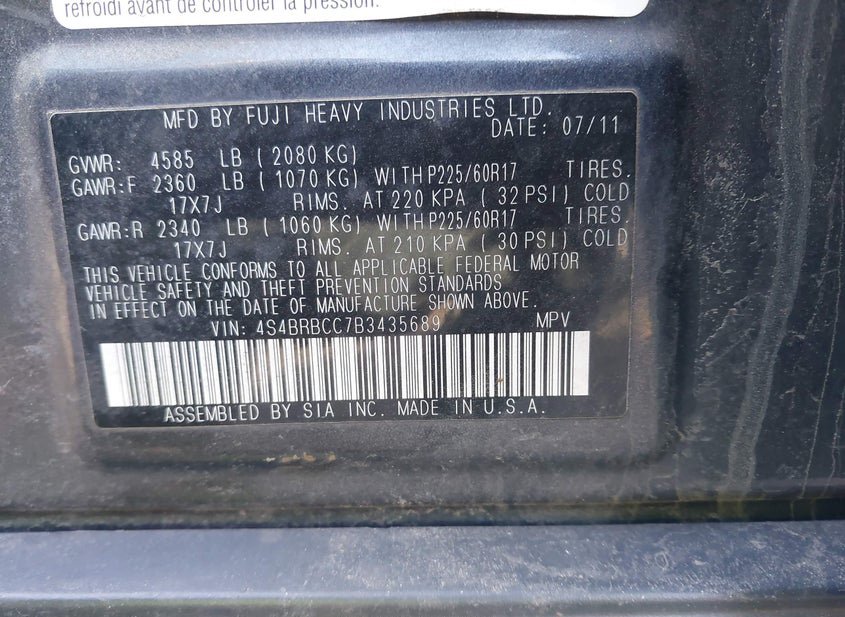 refroidi avant de contrôler la pression.
MFD BY FUJI HEAVY INDUSTRIES LTD.
DATE: 07/11
GVWR: 4585 LB (2080 KG)
GAWR:F 2360 LB (1070 KG) WITH P225/60R17 TIRES.
17X7J RIMS. AT 220 KPA (32 PSI) COLD
GAWR:R 2340 LB (1060 KG) WITH P225/60R17 TIRES.
17X7J RIMS. AT 210 KPA (30 PSI) COLD
THIS VEHICLE CONFORMS TO ALL APPLICABLE FEDERAL MOTOR
VEHICLE SAFETY AND THEFT PREVENTION STANDARDS
IN EFFECT ON THE DATE OF MANUFACTURE SHOWN ABOVE.
VIN: 4S4BRBCC7B3435689 MPV
ASSEMBLED BY SIA INC. MADE IN U.S.A.